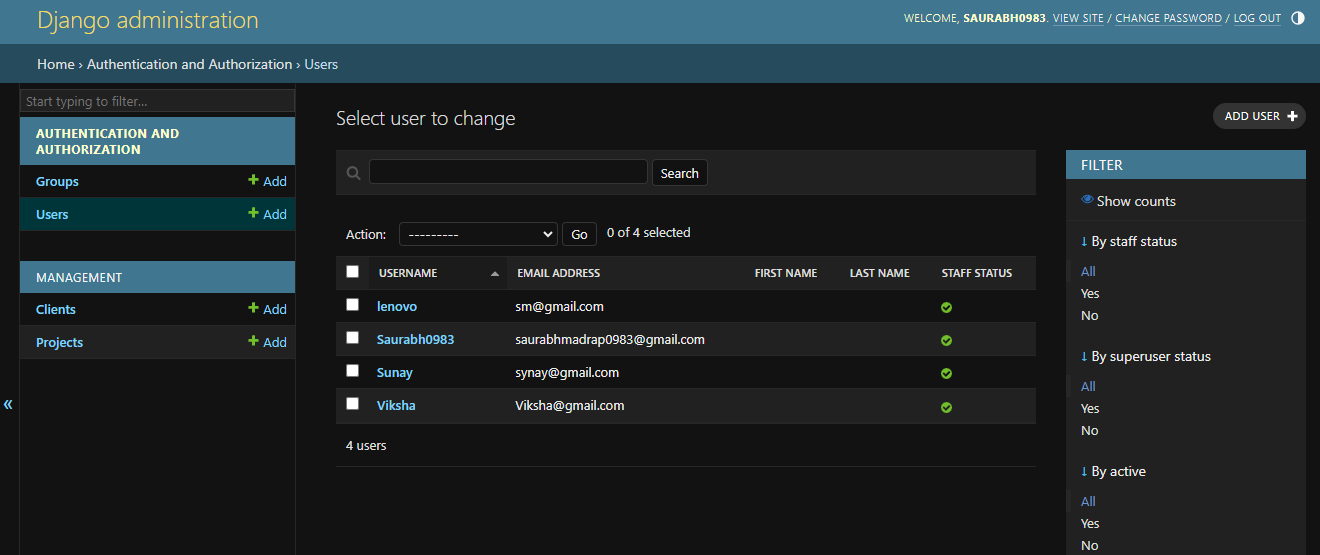 Django administration
WELCOME, SAURABH0983. VIEW SITE / CHANGE PASSWORD / LOG OUT
Home › Authentication and Authorization › Users
Start typing to filter...
AUTHENTICATION AND
AUTHORIZATION
Groups + Add
Users + Add
MANAGEMENT
Clients + Add
Projects + Add
«
Select user to change
ADD USER +
Search
Action: --------- Go 0 of 4 selected
USERNAME EMAIL ADDRESS FIRST NAME LAST NAME STAFF STATUS
lenovo sm@gmail.com
Saurabh0983 saurabhmadrap0983@gmail.com
Sunay synay@gmail.com
Viksha Viksha@gmail.com
4 users
FILTER
Show counts
↓ By staff status
All
Yes
No
↓ By superuser status
All
Yes
No
↓ By active
All
Yes
No